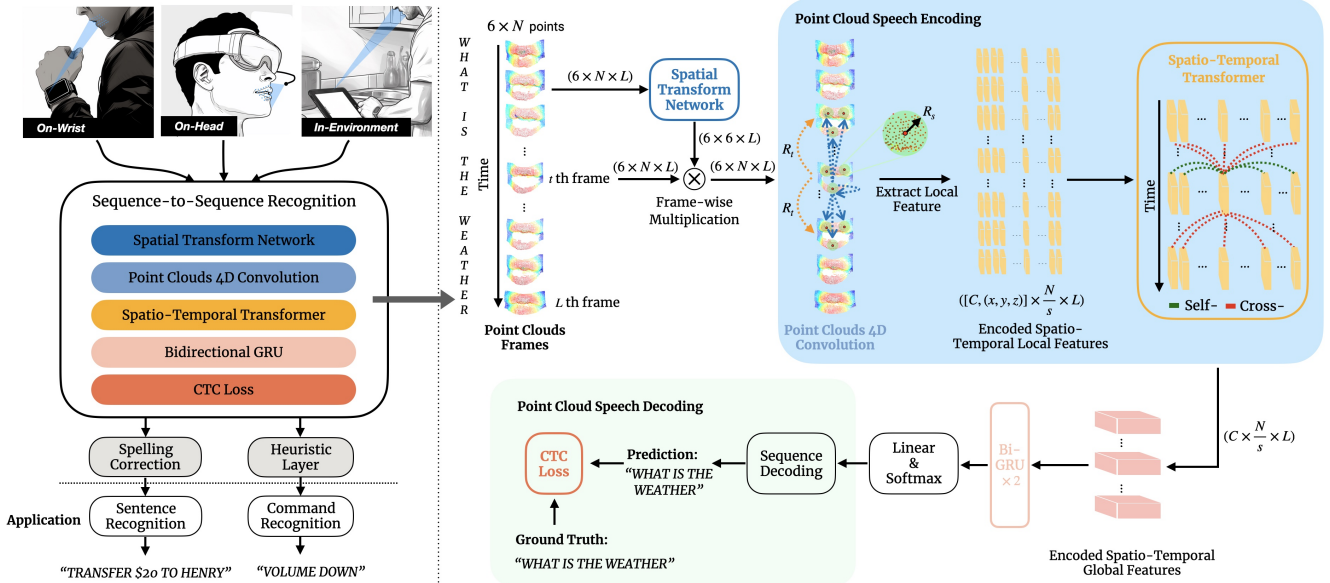 On-Wrist
On-Head
In-Environment
Sequence-to-Sequence Recognition
Spatial Transform Network
Point Clouds 4D Convolution
Spatio-Temporal Transformer
Bidirectional GRU
CTC Loss
Spelling
Correction
Heuristic
Layer
Application
Sentence
Recognition
Command
Recognition
"TRANSFER $20 TO HENRY"
"VOLUME DOWN"
6 × N points
WHAT IS THE WEATHER
Time
t th frame
L th frame
Point Clouds
Frames
(6 × N × L)
Spatial
Transform
Network
(6 × 6 × L)
(6 × N × L)
(6 × N × L)
Frame-wise
Multiplication
Point Cloud Speech Encoding
R_t
R_t
R_s
Point Clouds 4D
Convolution
Extract Local
Feature
([C, (x, y, z)] × N/s × L)
Encoded Spatio-
Temporal Local Features
Spatio-Temporal
Transformer
Time
Self-
Cross-
(C × N/s × L)
Encoded Spatio-Temporal
Global Features
Bi-
GRU
× 2
Linear
&
Softmax
Point Cloud Speech Decoding
Sequence
Decoding
Prediction:
"WHAT IS THE
WEATHER"
CTC
Loss
Ground Truth:
"WHAT IS THE WEATHER"